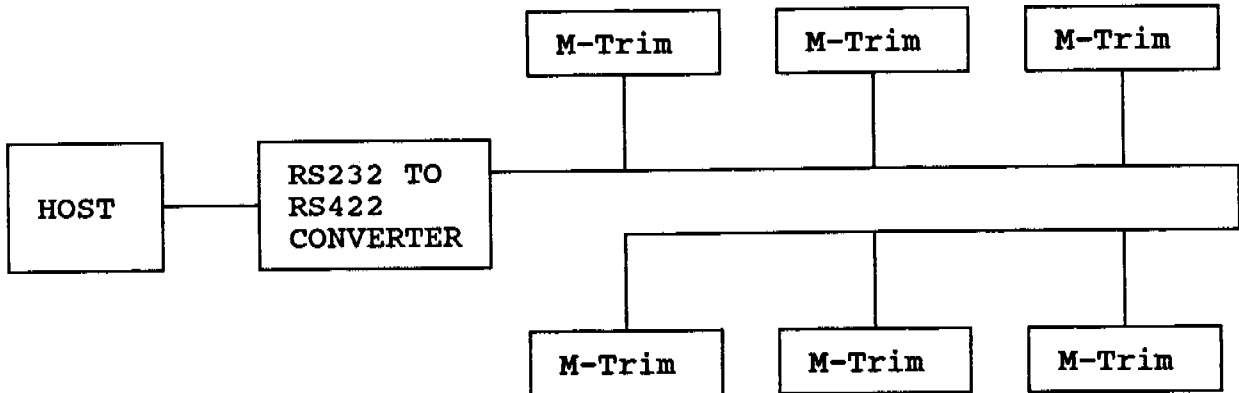 M-Trim
M-Trim
M-Trim
HOST
RS232 TO
RS422
CONVERTER
M-Trim
M-Trim
M-Trim